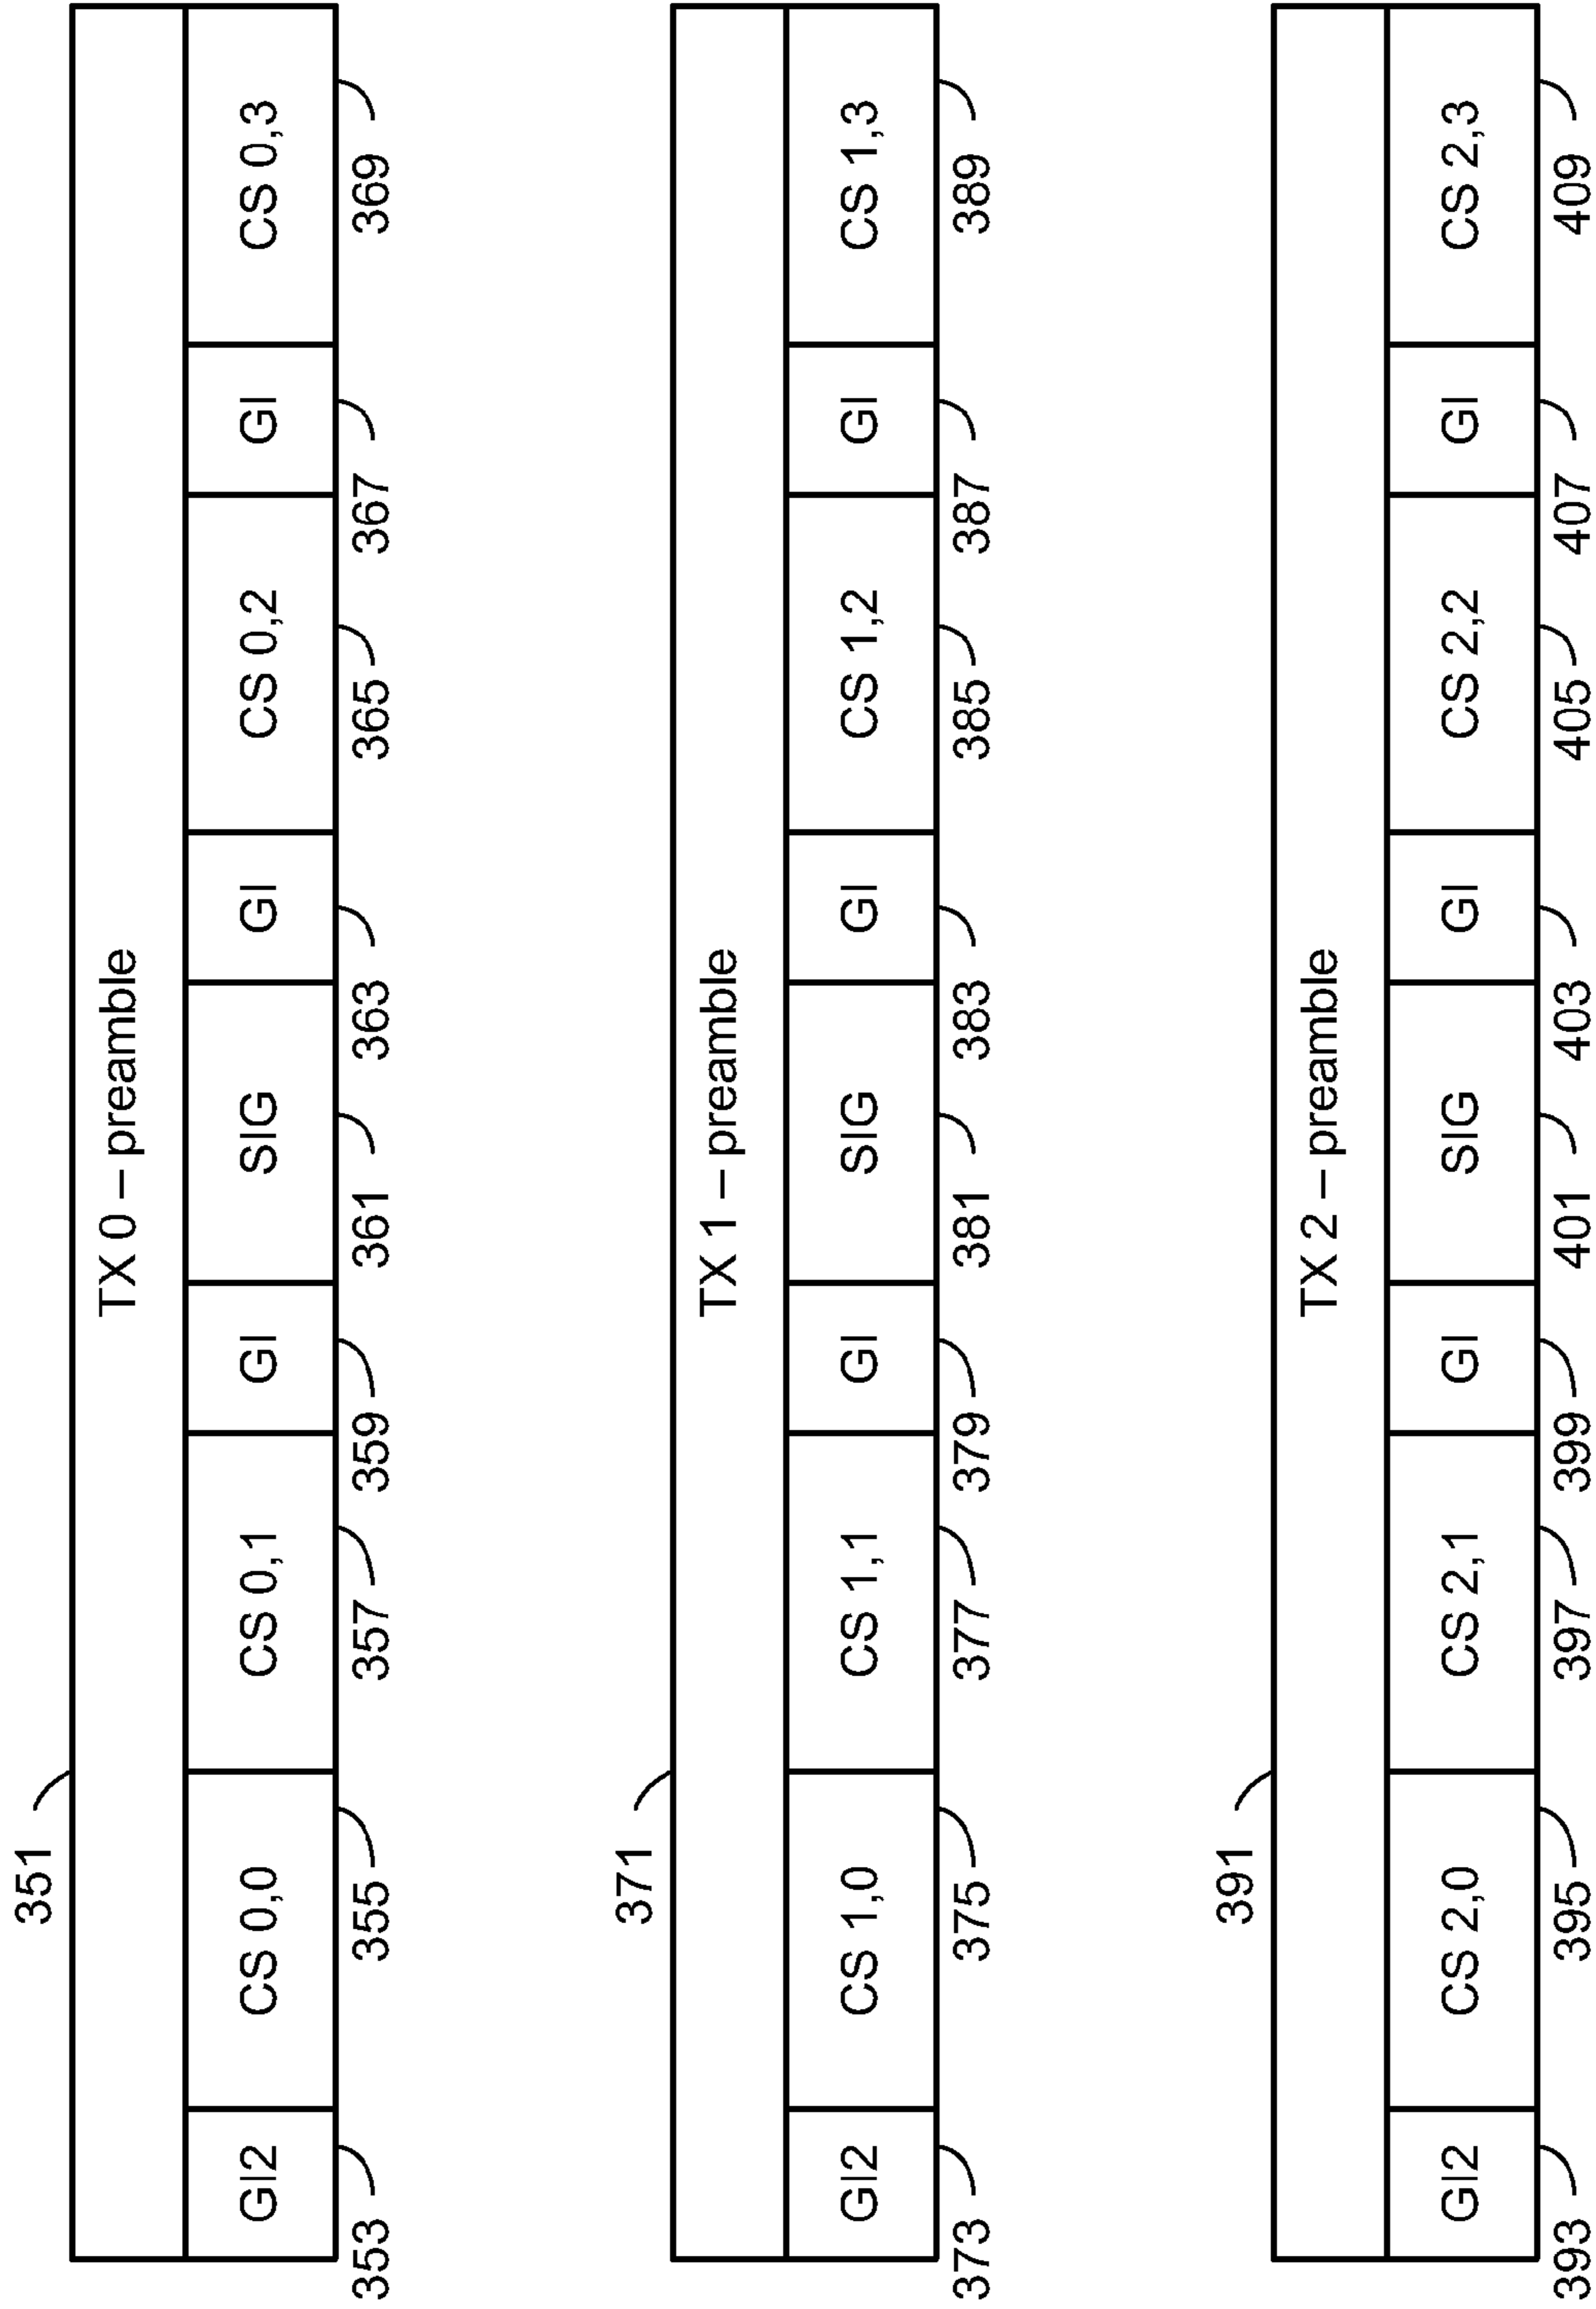 351
TX 0 – preamble
GI2 CS 0,0 CS 0,1 GI SIG GI CS 0,2 GI CS 0,3
353 355 357 359 361 363 365 367 369
371
TX 1 – preamble
GI2 CS 1,0 CS 1,1 GI SIG GI CS 1,2 GI CS 1,3
373 375 377 379 381 383 385 387 389
391
TX 2 – preamble
GI2 CS 2,0 CS 2,1 GI SIG GI CS 2,2 GI CS 2,3
393 395 397 399 401 403 405 407 409